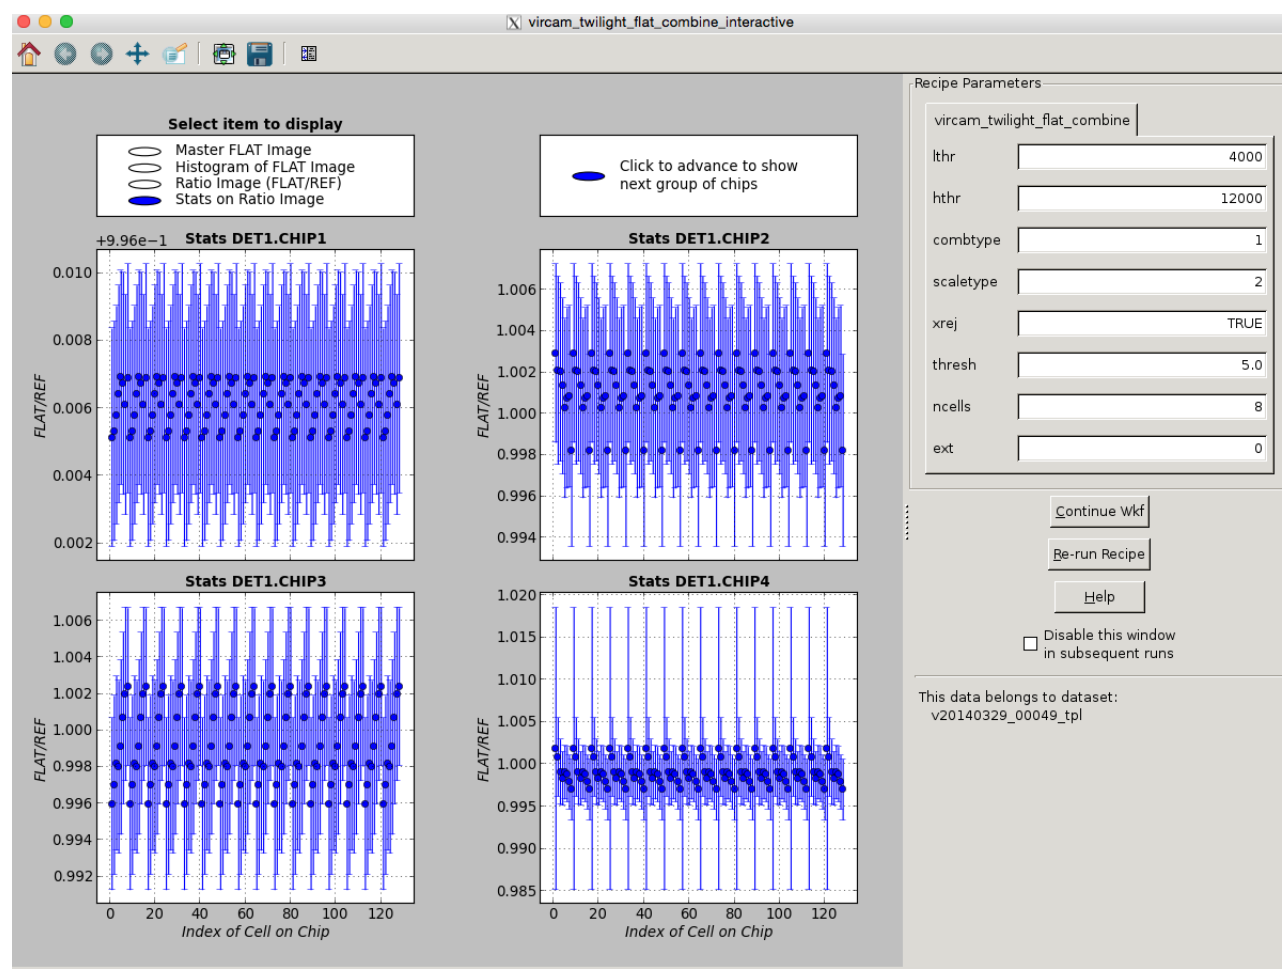 vircam_twilight_flat_combine_interactive
Select item to display
Master FLAT Image
Histogram of FLAT Image
Ratio Image (FLAT/REF)
Stats on Ratio Image
Click to advance to show
next group of chips
+9.96e−1
Stats DET1.CHIP1
0.010
0.008
0.006
0.004
0.002
FLAT/REF
Stats DET1.CHIP2
1.006
1.004
1.002
1.000
0.998
0.996
0.994
FLAT/REF
Stats DET1.CHIP3
1.006
1.004
1.002
1.000
0.998
0.996
0.994
0.992
FLAT/REF
0 20 40 60 80 100 120
Index of Cell on Chip
Stats DET1.CHIP4
1.020
1.015
1.010
1.005
1.000
0.995
0.990
0.985
FLAT/REF
0 20 40 60 80 100 120
Index of Cell on Chip
Recipe Parameters
vircam_twilight_flat_combine
lthr 4000
hthr 12000
combtype 1
scaletype 2
xrej TRUE
thresh 5.0
ncells 8
ext 0
Continue Wkf
Re-run Recipe
Help
Disable this window
in subsequent runs
This data belongs to dataset:
v20140329_00049_tpl